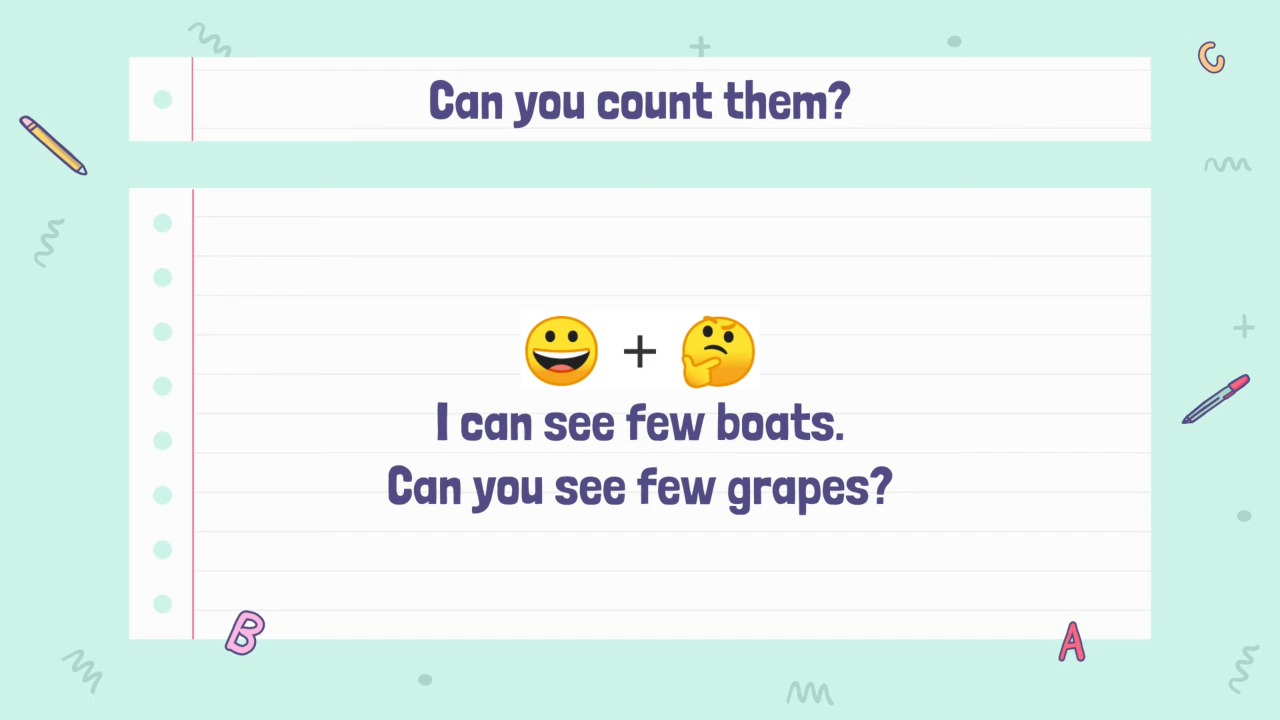 Can you count them?
C
😀 + 🤔
I can see few boats.
Can you see few grapes?
B
A